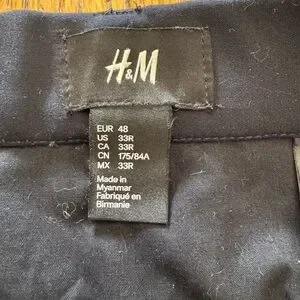 H&M
EUR 48
US 33R
CA 33R
CN 175/84A
MX 33R
Made in
Myanmar
Fabriqué en
Birmanie